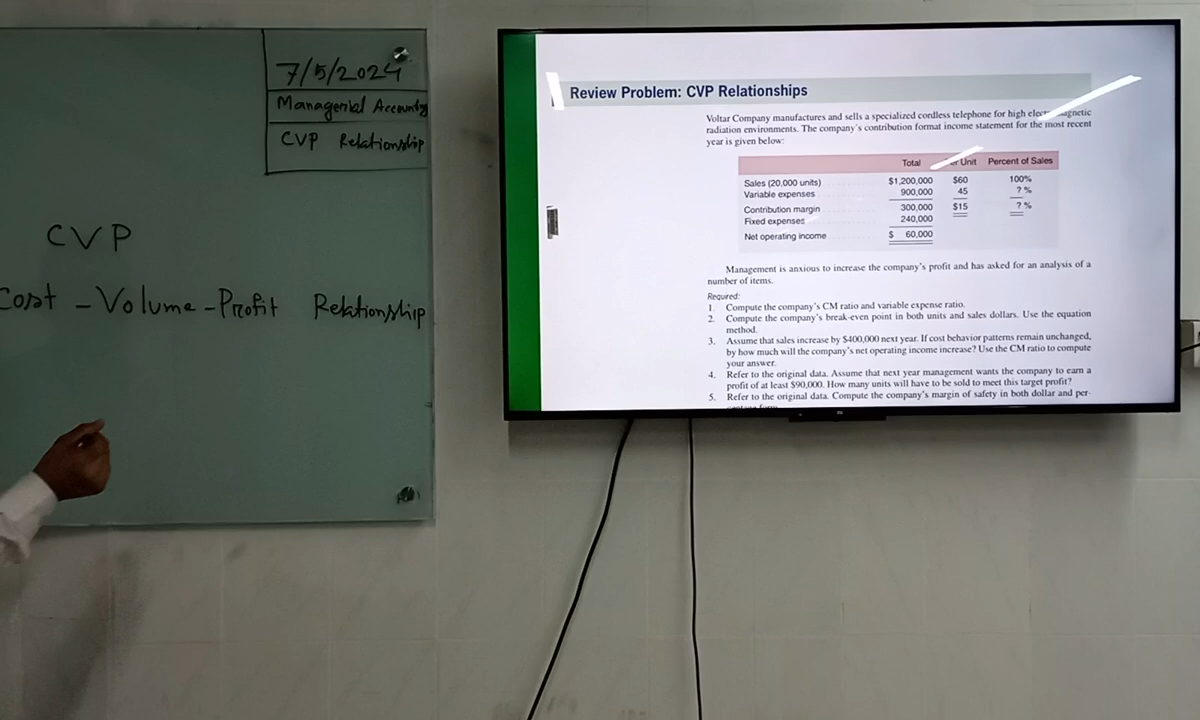 7/5/2024
Managerial Accounting
CVP Relationship
CVP
Cost - Volume - Profit Relationship
Review Problem: CVP Relationships
Voltar Company manufactures and sells a specialized cordless telephone for high
radiation environments. The company's contribution format income statement for the most recent
year is given below:
Total Unit Percent of Sales
Sales (20,000 units) $1,200,000 $60 100%
Variable expenses 900,000 45 ? %
Contribution margin 300,000 $15 ? %
Fixed expenses 240,000
Net operating income $ 60,000
Management is anxious to increase the company's profit and has asked for an analysis of a
number of items.
Required:
1. Compute the company's CM ratio and variable expense ratio.
2. Compute the company's break-even point in both units and sales dollars. Use the equation
method.
3. Assume that sales increase by $400,000 next year. If cost behavior patterns remain unchanged,
by how much will the company's net operating income increase? Use the CM ratio to compute
your answer.
4. Refer to the original data. Assume that next year management wants the company to earn a
profit of at least $90,000. How many units will have to be sold to meet this target profit?
5. Refer to the original data. Compute the company's margin of safety in both dollar and per-